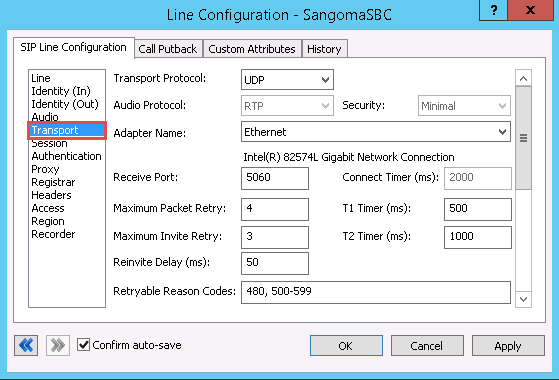 Line Configuration - SangomaSBC
? x
SIP Line Configuration Call Putback Custom Attributes History
Line
Identity (In)
Identity (Out)
Audio
Transport
Session
Authentication
Proxy
Registrar
Headers
Access
Region
Recorder
Transport Protocol: UDP
Audio Protocol: RTP Security: Minimal
Adapter Name: Ethernet
Intel(R) 82574L Gigabit Network Connection
Receive Port: 5060 Connect Timer (ms): 2000
Maximum Packet Retry: 4 T1 Timer (ms): 500
Maximum Invite Retry: 3 T2 Timer (ms): 1000
Reinvite Delay (ms): 50
Retryable Reason Codes: 480, 500-599
Confirm auto-save OK Cancel Apply